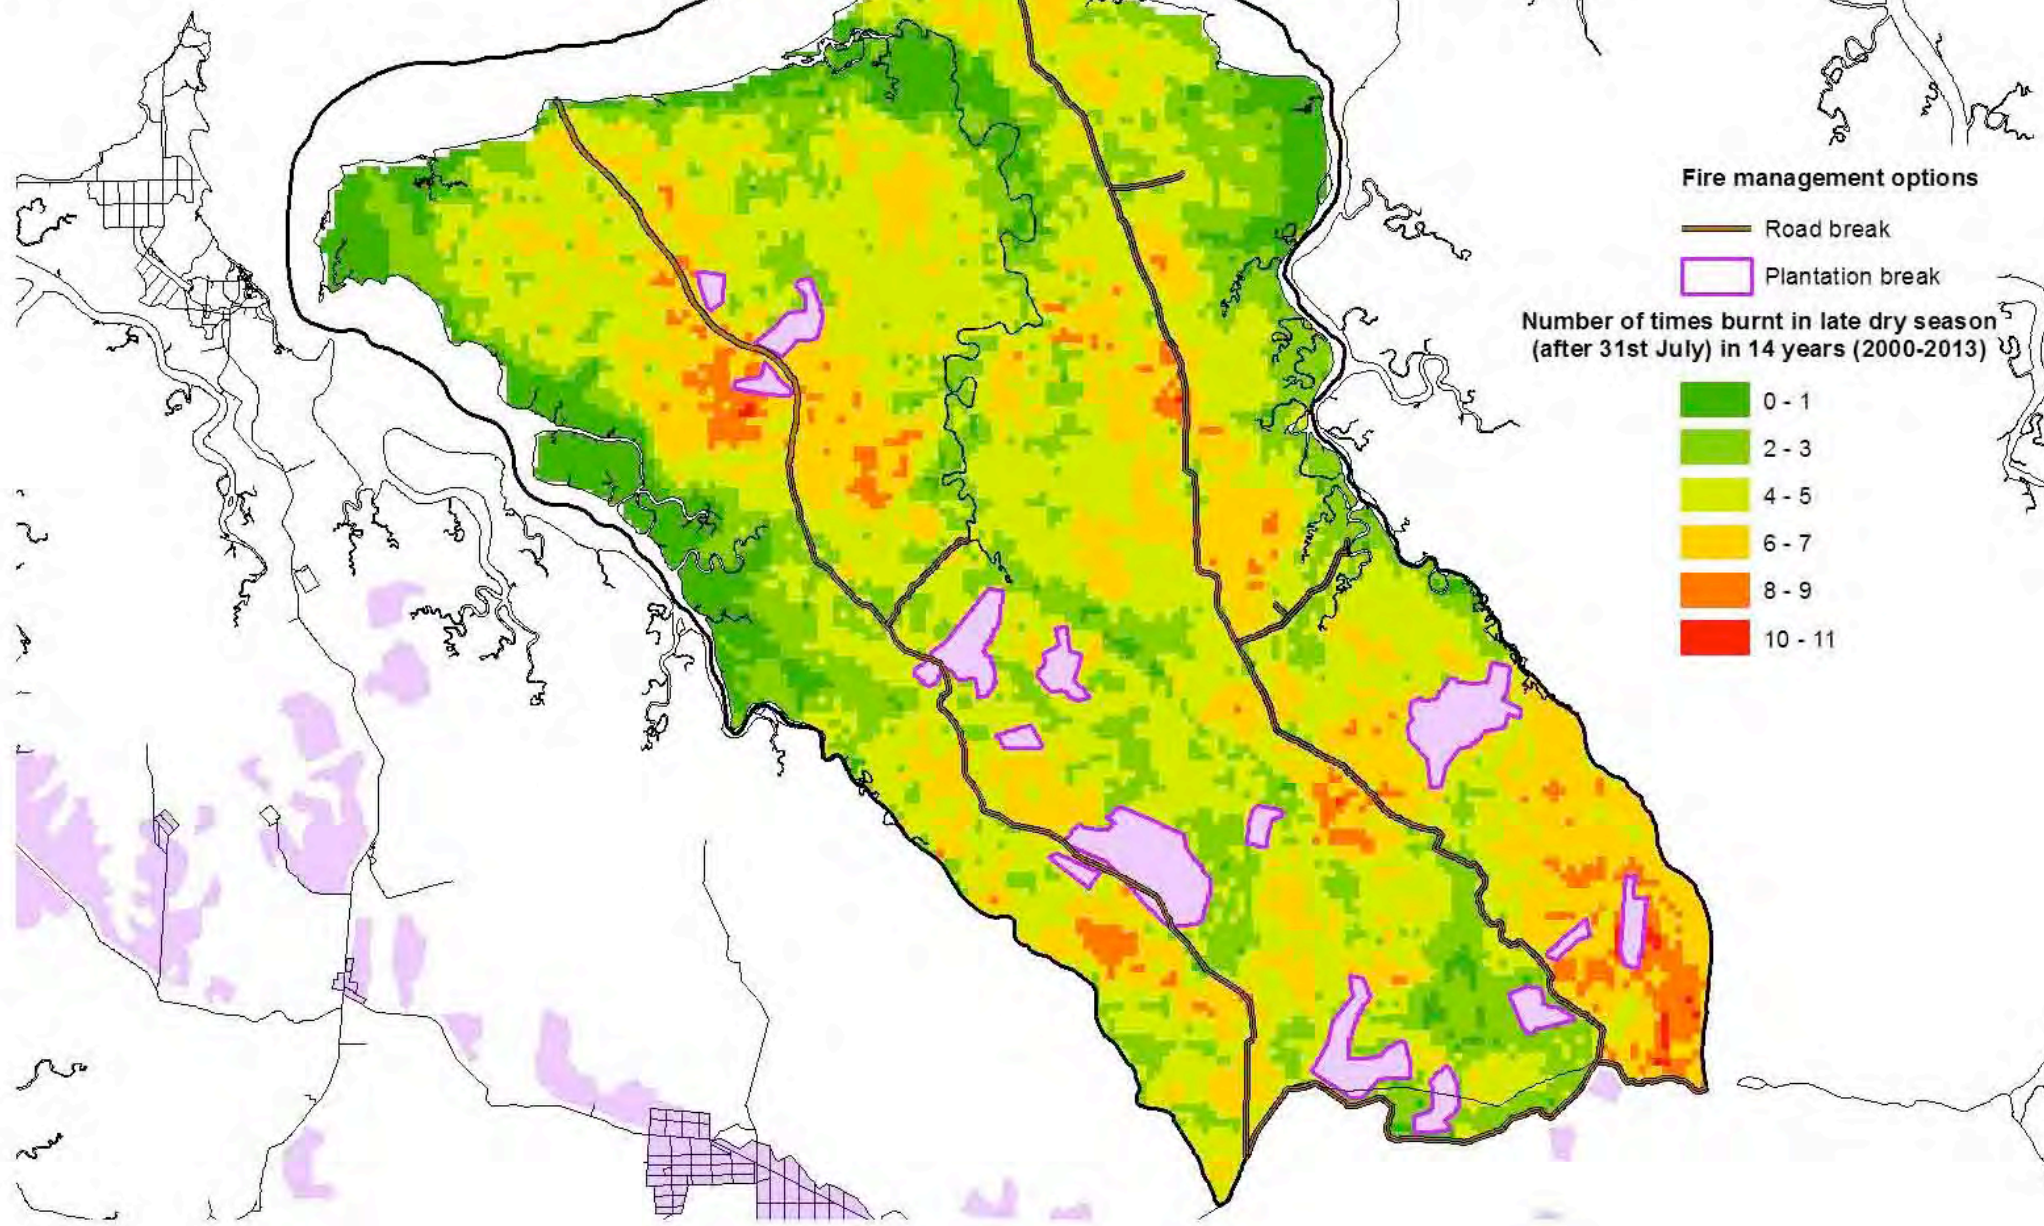 Fire management options
Road break
Plantation break
Number of times burnt in late dry season
(after 31st July) in 14 years (2000-2013)
0 - 1
2 - 3
4 - 5
6 - 7
8 - 9
10 - 11